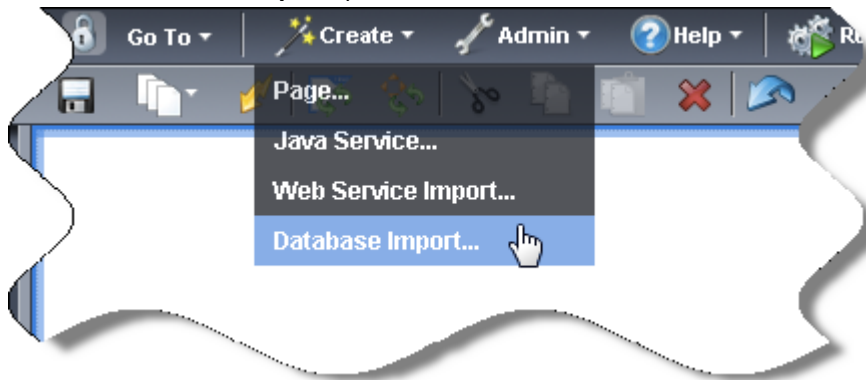 Go To Create Admin Help
Page...
Java Service...
Web Service Import...
Database Import...